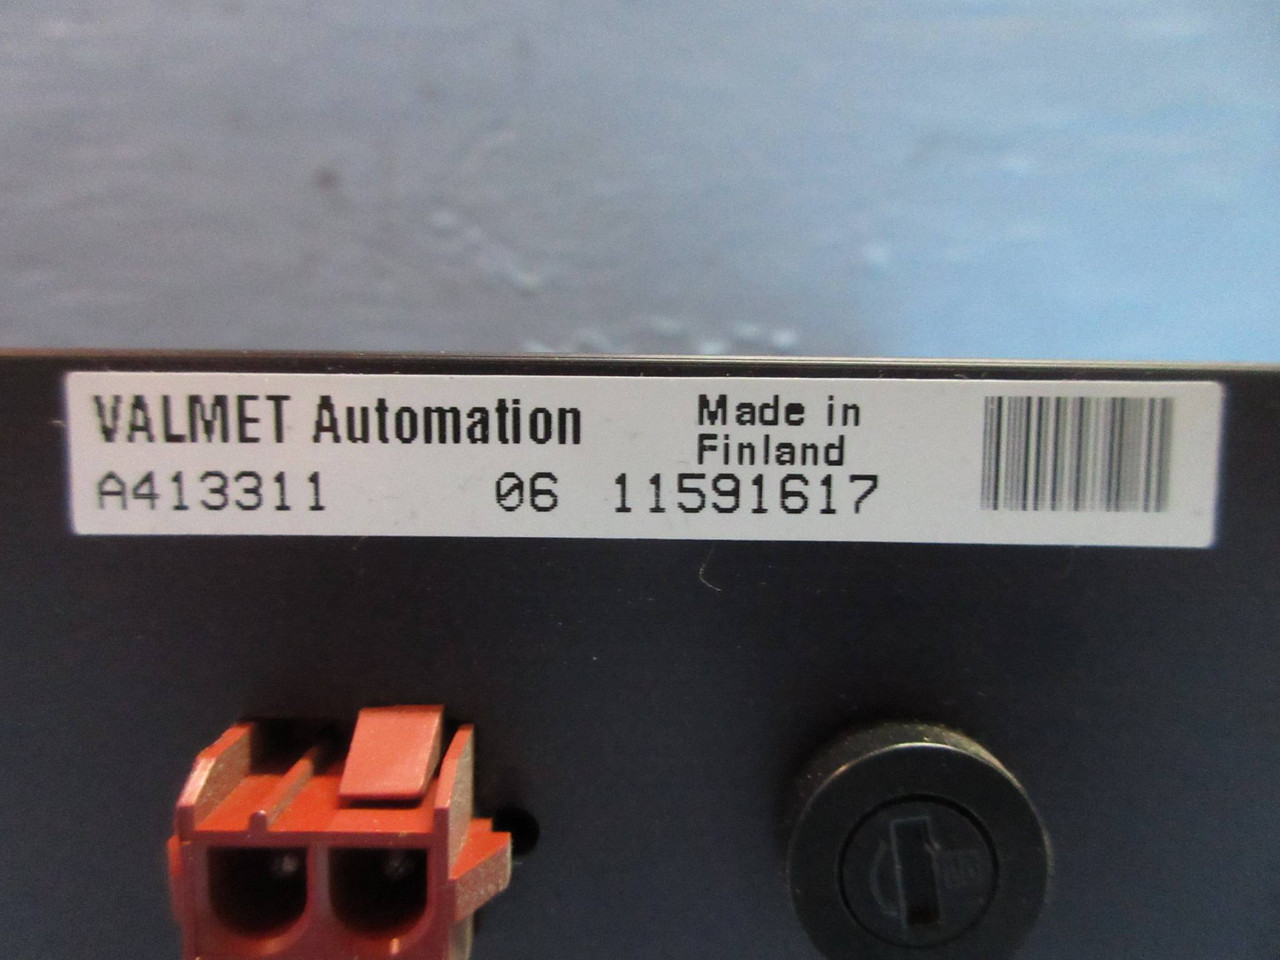 VALMET Automation
Made in
Finland
A413311 06 11591617